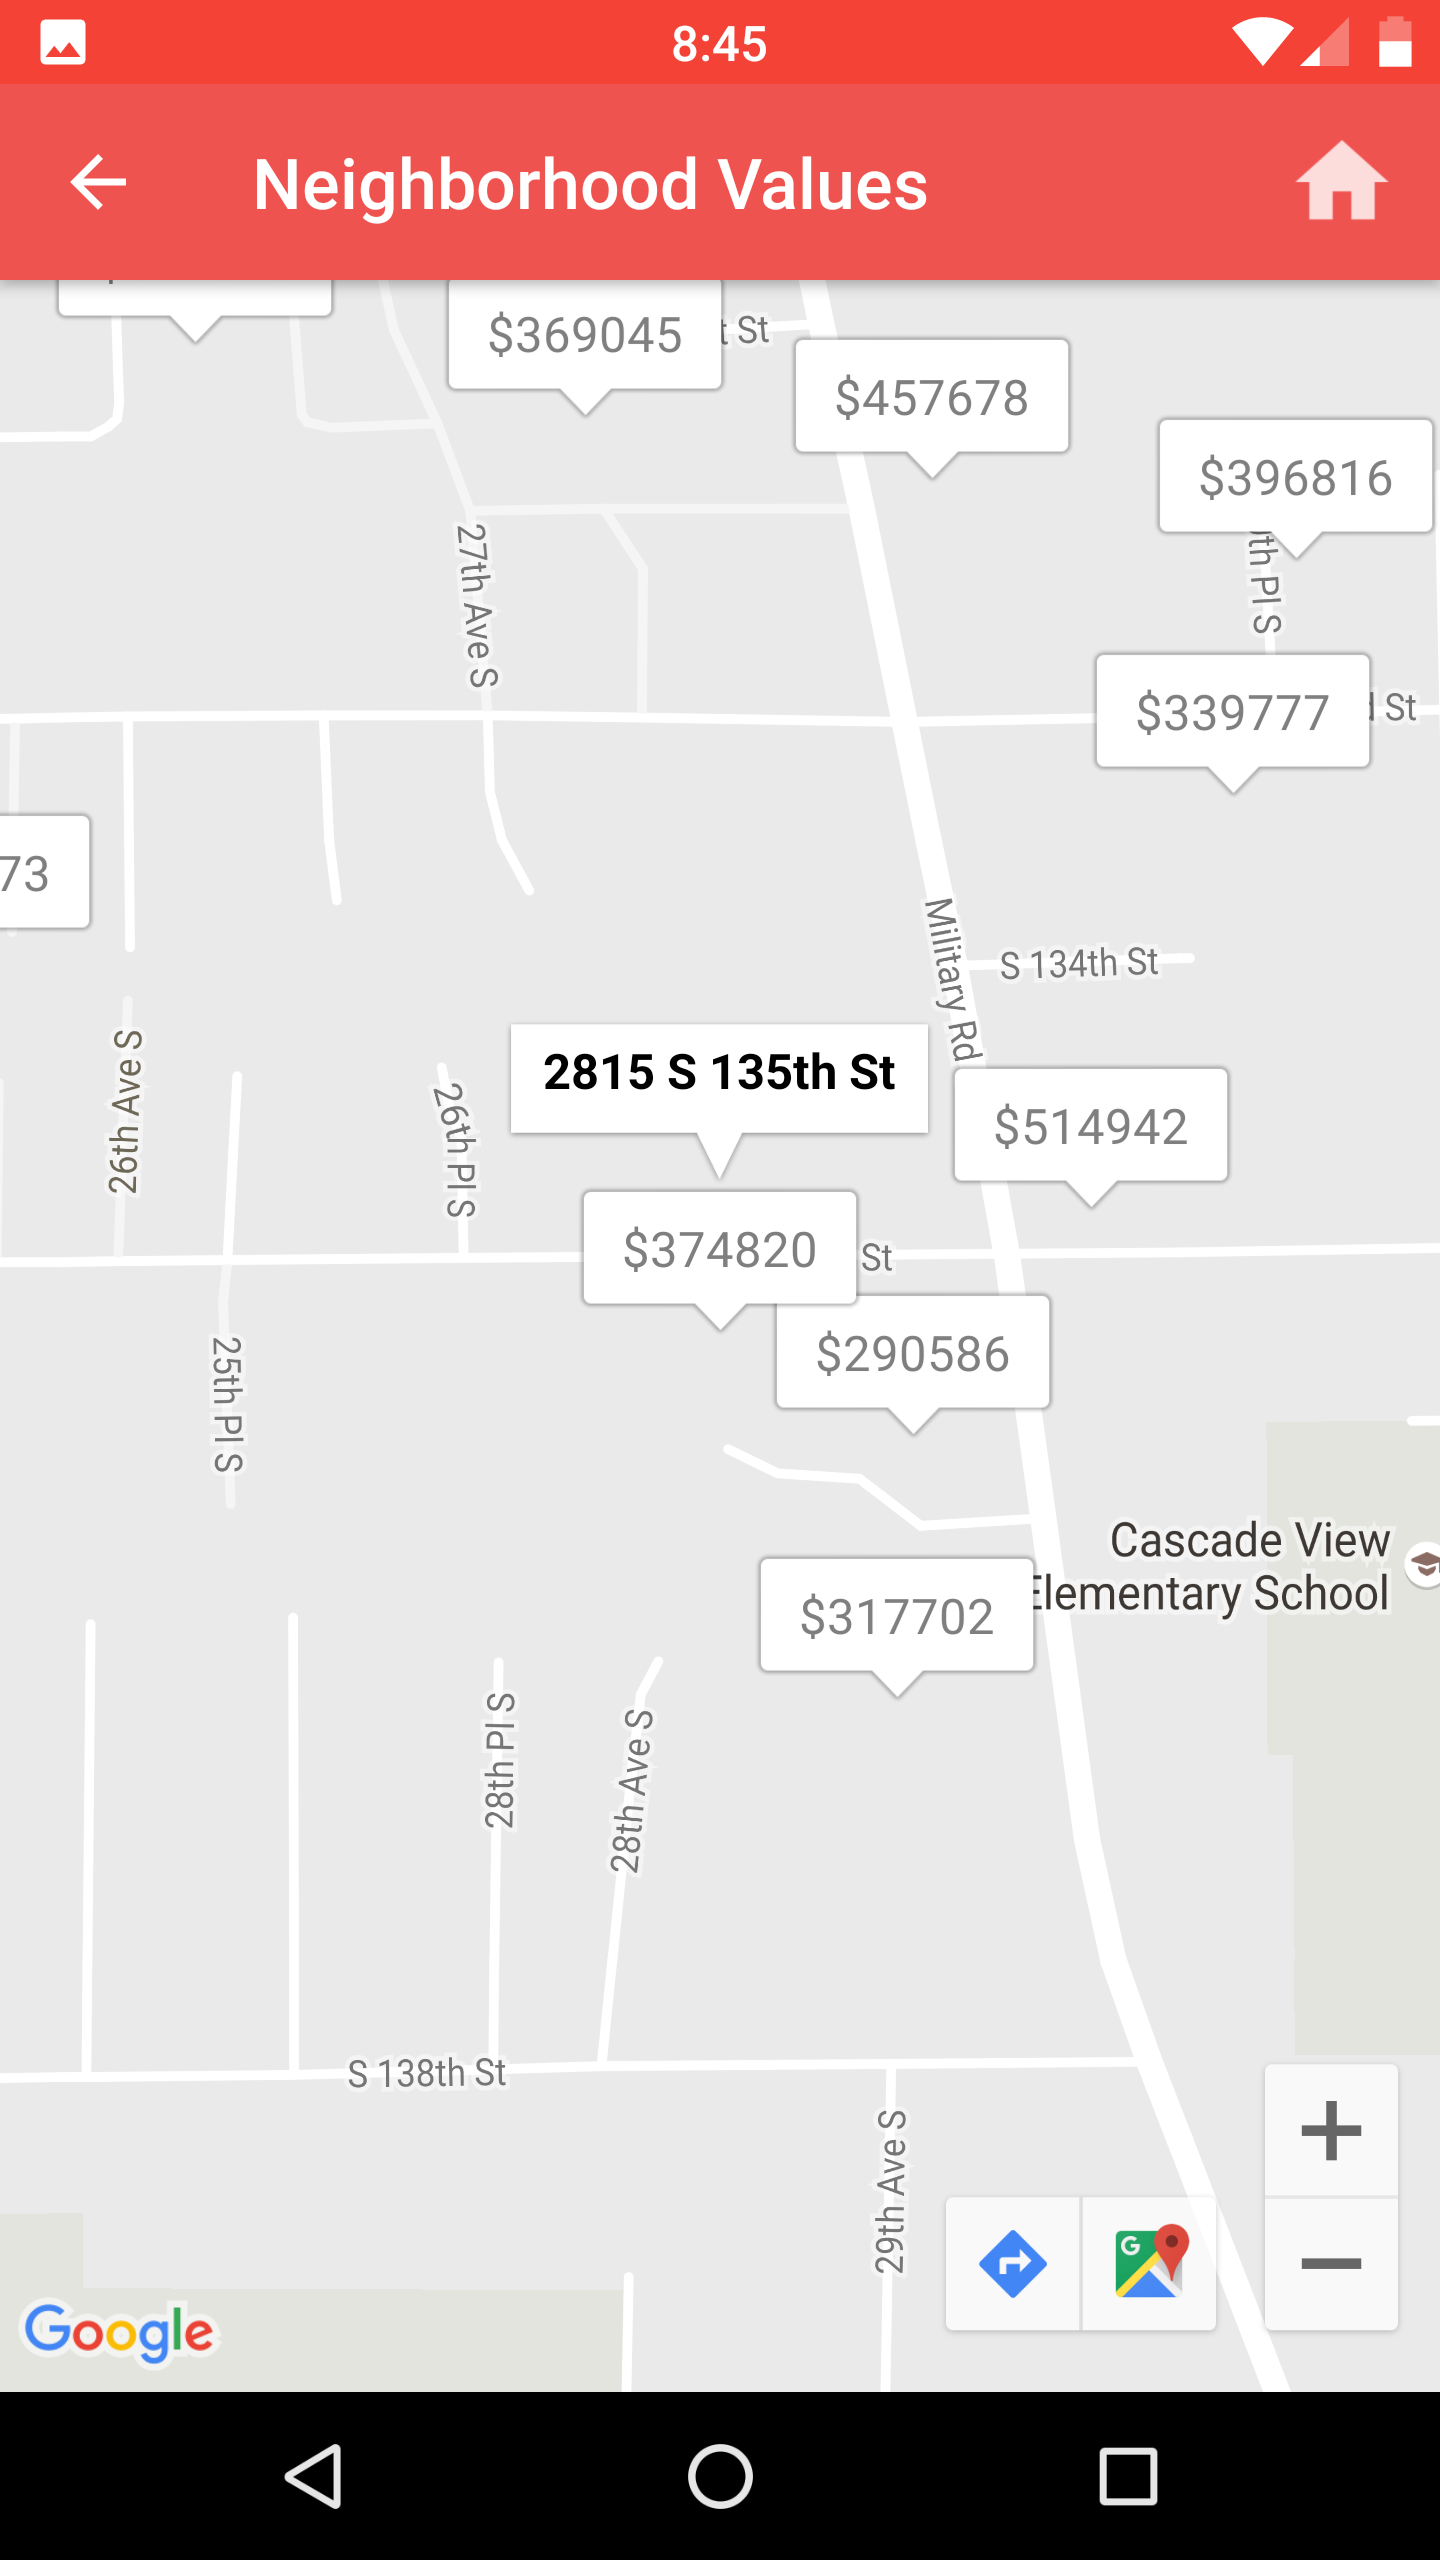 8:45
Neighborhood Values
$369045
St
$457678
$396816
Pl S
27th Ave S
$339777
St
73
Military Rd
S 134th St
2815 S 135th St
26th Ave S
26th Pl S
$514942
$374820
St
$290586
25th Pl S
Cascade View
Elementary School
$317702
28th Pl S
28th Ave S
S 138th St
29th Ave S
Google